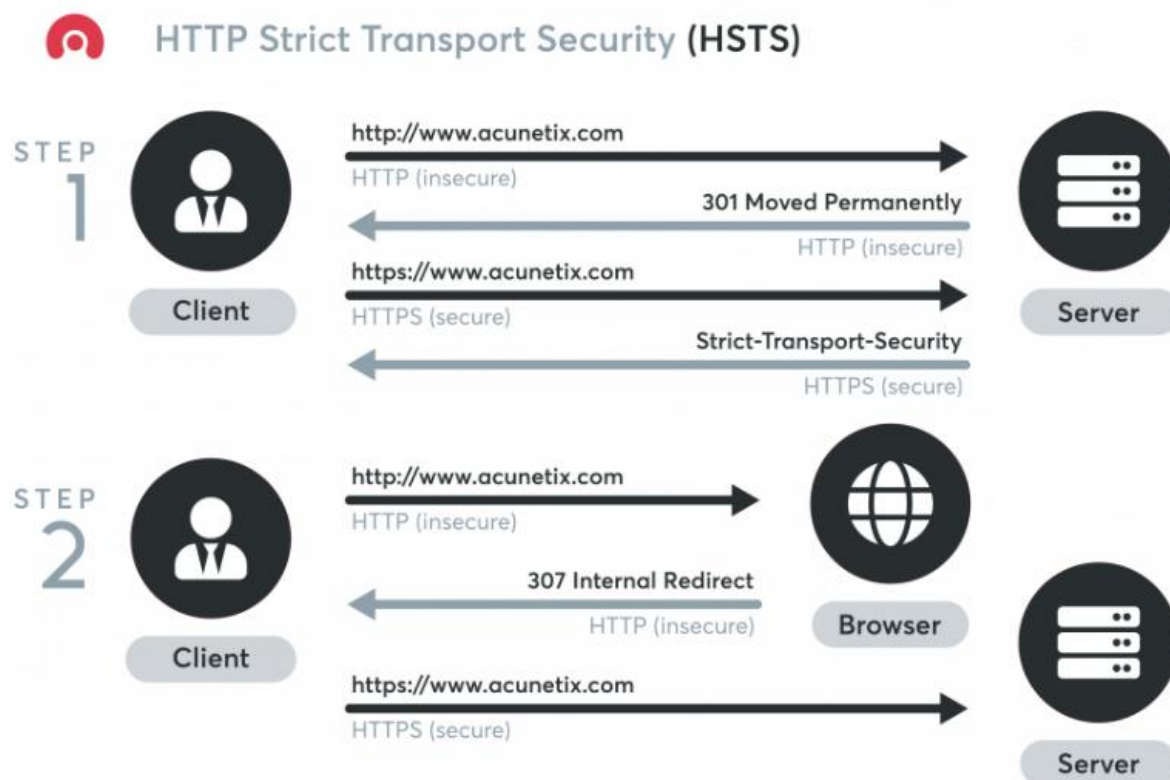 HTTP Strict Transport Security (HSTS)
STEP
1
http://www.acunetix.com
HTTP (insecure)
301 Moved Permanently
HTTP (insecure)
https://www.acunetix.com
HTTPS (secure)
Strict-Transport-Security
HTTPS (secure)
Client
Server
STEP
2
http://www.acunetix.com
HTTP (insecure)
307 Internal Redirect
HTTP (insecure)
Browser
Client
https://www.acunetix.com
HTTPS (secure)
Server